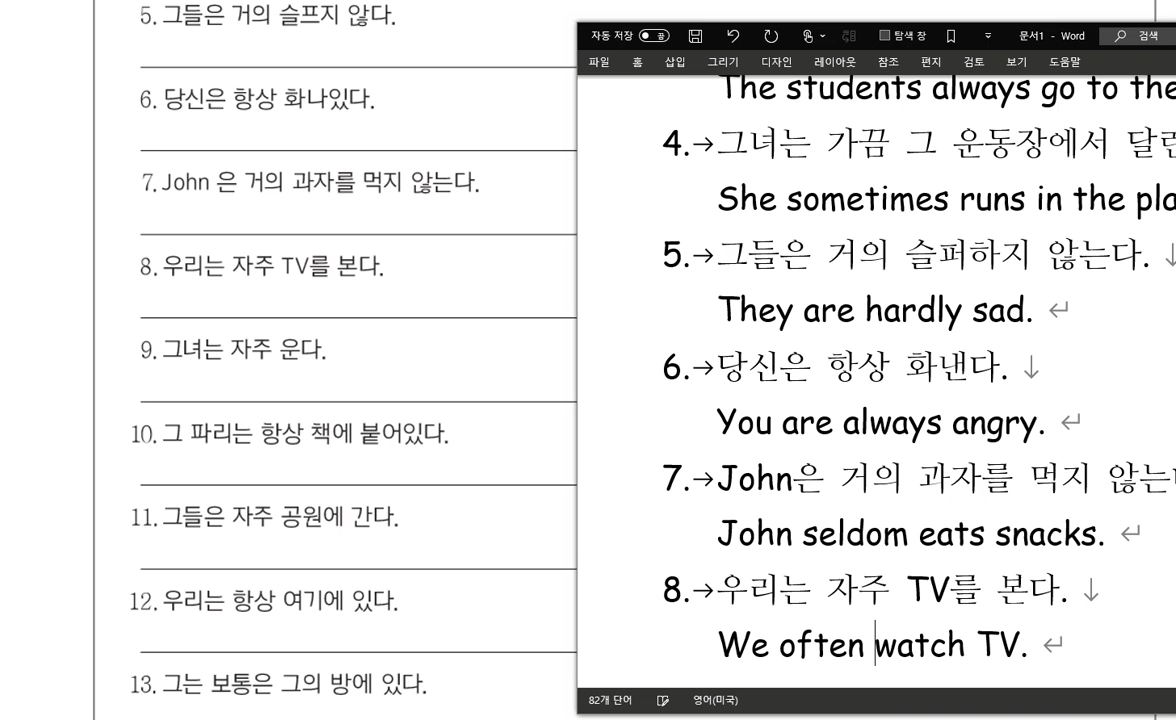 5. 그들은 거의 슬프지 않다.
6. 당신은 항상 화나있다.
7. John 은 거의 과자를 먹지 않는다.
8. 우리는 자주 TV를 본다.
9. 그녀는 자주 운다.
10. 그 파리는 항상 책에 붙어있다.
11. 그들은 자주 공원에 간다.
12. 우리는 항상 여기에 있다.
13. 그는 보통은 그의 방에 있다.
자동 저장 끔 탐색 창 문서1 - Word 검색
파일 홈 삽입 그리기 디자인 레이아웃 참조 편지 검토 보기 도움말
The students always go to the
4.→그녀는 가끔 그 운동장에서
She sometimes runs in the
5.→그들은 거의 슬퍼하지 않는다. ↓
They are hardly sad. ↵
6.→당신은 항상 화낸다. ↓
You are always angry. ↵
7.→John은 거의 과자를 먹지
John seldom eats snacks. ↵
8.→우리는 자주 TV를 본다. ↓
We often watch TV. ↵
82개 단어 영어(미국)